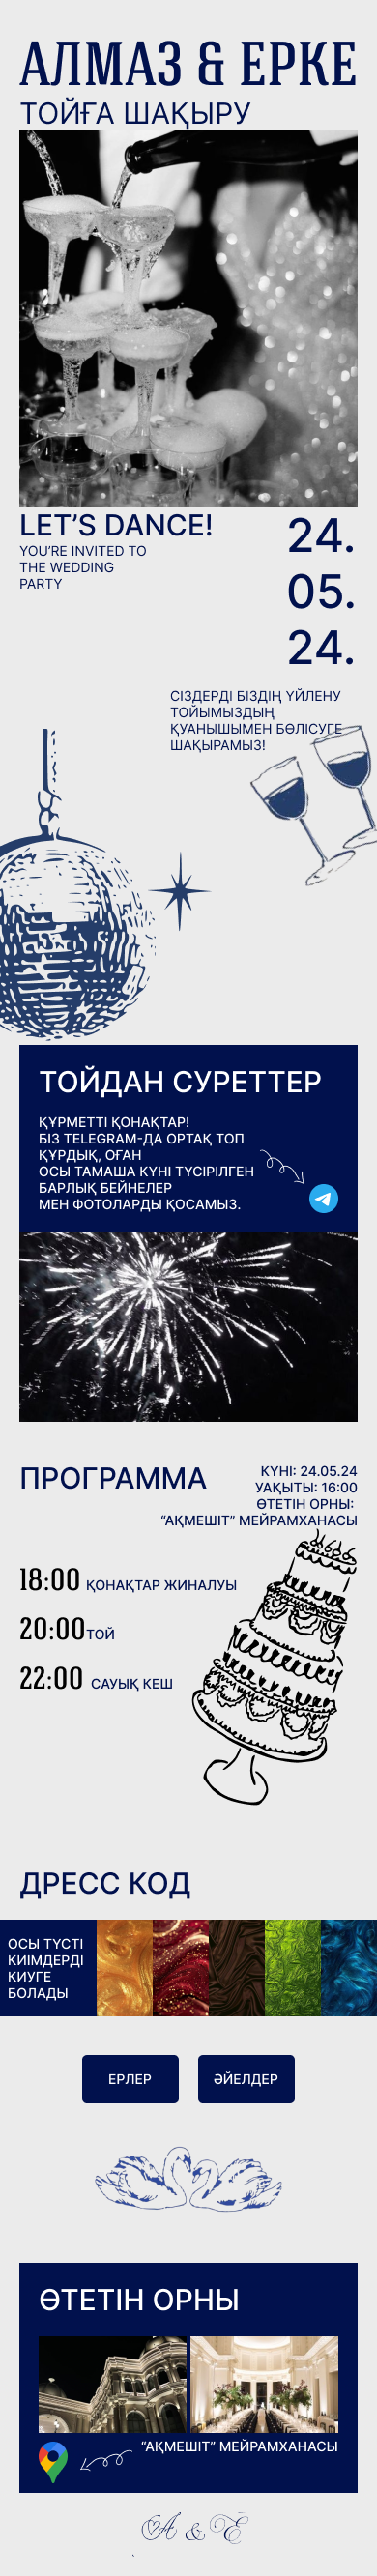 АЛМАЗ & ЕРКЕ
ТОЙҒА ШАҚЫРУ
LET’S DANCE!
YOU’RE INVITED TO
THE WEDDING
PARTY
24.
05.
24.
СІЗДЕРДІ БІЗДІҢ ҮЙЛЕНУ
ТОЙЫМЫЗДЫҢ
ҚУАНЫШЫМЕН БӨЛІСУГЕ
ШАҚЫРАМЫЗ!
ТОЙДАН СУРЕТТЕР
ҚҰРМЕТТІ ҚОНАҚТАР!
БІЗ TELEGRAM-ДА ОРТАҚ ТОП
ҚҰРДЫҚ, ОҒАН
ОСЫ ТАМАША КҮНІ ТҮСІРІЛГЕН
БАРЛЫҚ БЕЙНЕЛЕР
МЕН ФОТОЛАРДЫ ҚОСАМЫЗ.
ПРОГРАММА
КҮНІ: 24.05.24
УАҚЫТЫ: 16:00
ӨТЕТІН ОРНЫ:
“АҚМЕШІТ” МЕЙРАМХАНАСЫ
18:00 ҚОНАҚТАР ЖИНАЛУЫ
20:00 ТОЙ
22:00 САУЫҚ КЕШ
ДРЕСС КОД
ОСЫ ТҮСТІ
КИІМДЕРДІ
КИУГЕ
БОЛАДЫ
ЕРЛЕР
ӘЙЕЛДЕР
ӨТЕТІН ОРНЫ
“АҚМЕШІТ” МЕЙРАМХАНАСЫ
A & E